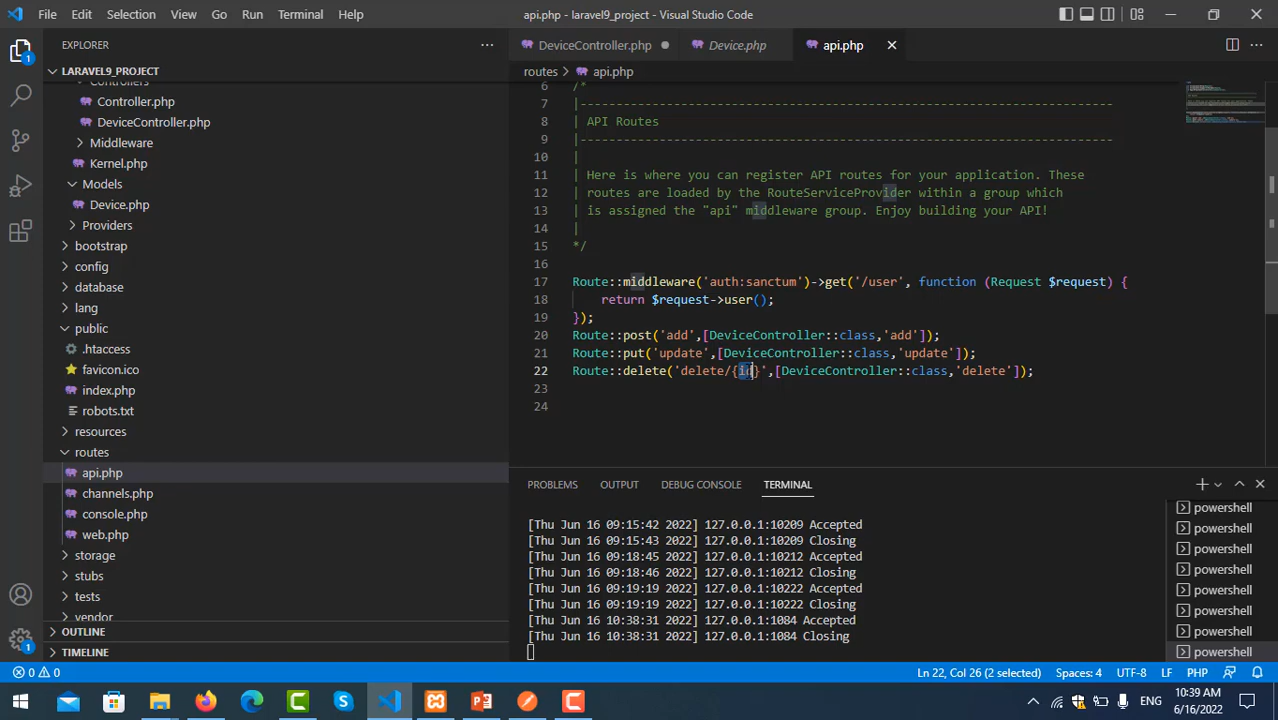 File Edit Selection View Go Run Terminal Help
api.php - laravel9_project - Visual Studio Code
EXPLORER
LARAVEL9_PROJECT
Controllers
Controller.php
DeviceController.php
Middleware
Kernel.php
Models
Device.php
Providers
bootstrap
config
database
lang
public
.htaccess
favicon.ico
index.php
robots.txt
resources
routes
api.php
channels.php
console.php
web.php
storage
stubs
tests
vendor
OUTLINE
TIMELINE
DeviceController.php
Device.php
api.php
routes > api.php
6 /*
7 |--------------------------------------------------------------------------
8 | API Routes
9 |--------------------------------------------------------------------------
10 |
11 | Here is where you can register API routes for your application. These
12 | routes are loaded by the RouteServiceProvider within a group which
13 | is assigned the "api" middleware group. Enjoy building your API!
14 |
15 */
16
17 Route::middleware('auth:sanctum')->get('/user', function (Request $request) {
18 return $request->user();
19 });
20 Route::post('add',[DeviceController::class,'add']);
21 Route::put('update',[DeviceController::class,'update']);
22 Route::delete('delete/{id}',[DeviceController::class,'delete']);
23
24
PROBLEMS OUTPUT DEBUG CONSOLE TERMINAL
[Thu Jun 16 09:15:42 2022] 127.0.0.1:10209 Accepted
[Thu Jun 16 09:15:43 2022] 127.0.0.1:10209 Closing
[Thu Jun 16 09:18:45 2022] 127.0.0.1:10212 Accepted
[Thu Jun 16 09:18:46 2022] 127.0.0.1:10212 Closing
[Thu Jun 16 09:19:19 2022] 127.0.0.1:10222 Accepted
[Thu Jun 16 09:19:19 2022] 127.0.0.1:10222 Closing
[Thu Jun 16 10:38:31 2022] 127.0.0.1:1084 Accepted
[Thu Jun 16 10:38:31 2022] 127.0.0.1:1084 Closing
powershell
powershell
powershell
powershell
powershell
powershell
powershell
powershell
0 0
Ln 22, Col 26 (2 selected) Spaces: 4 UTF-8 LF PHP
ENG
10:39 AM
6/16/2022